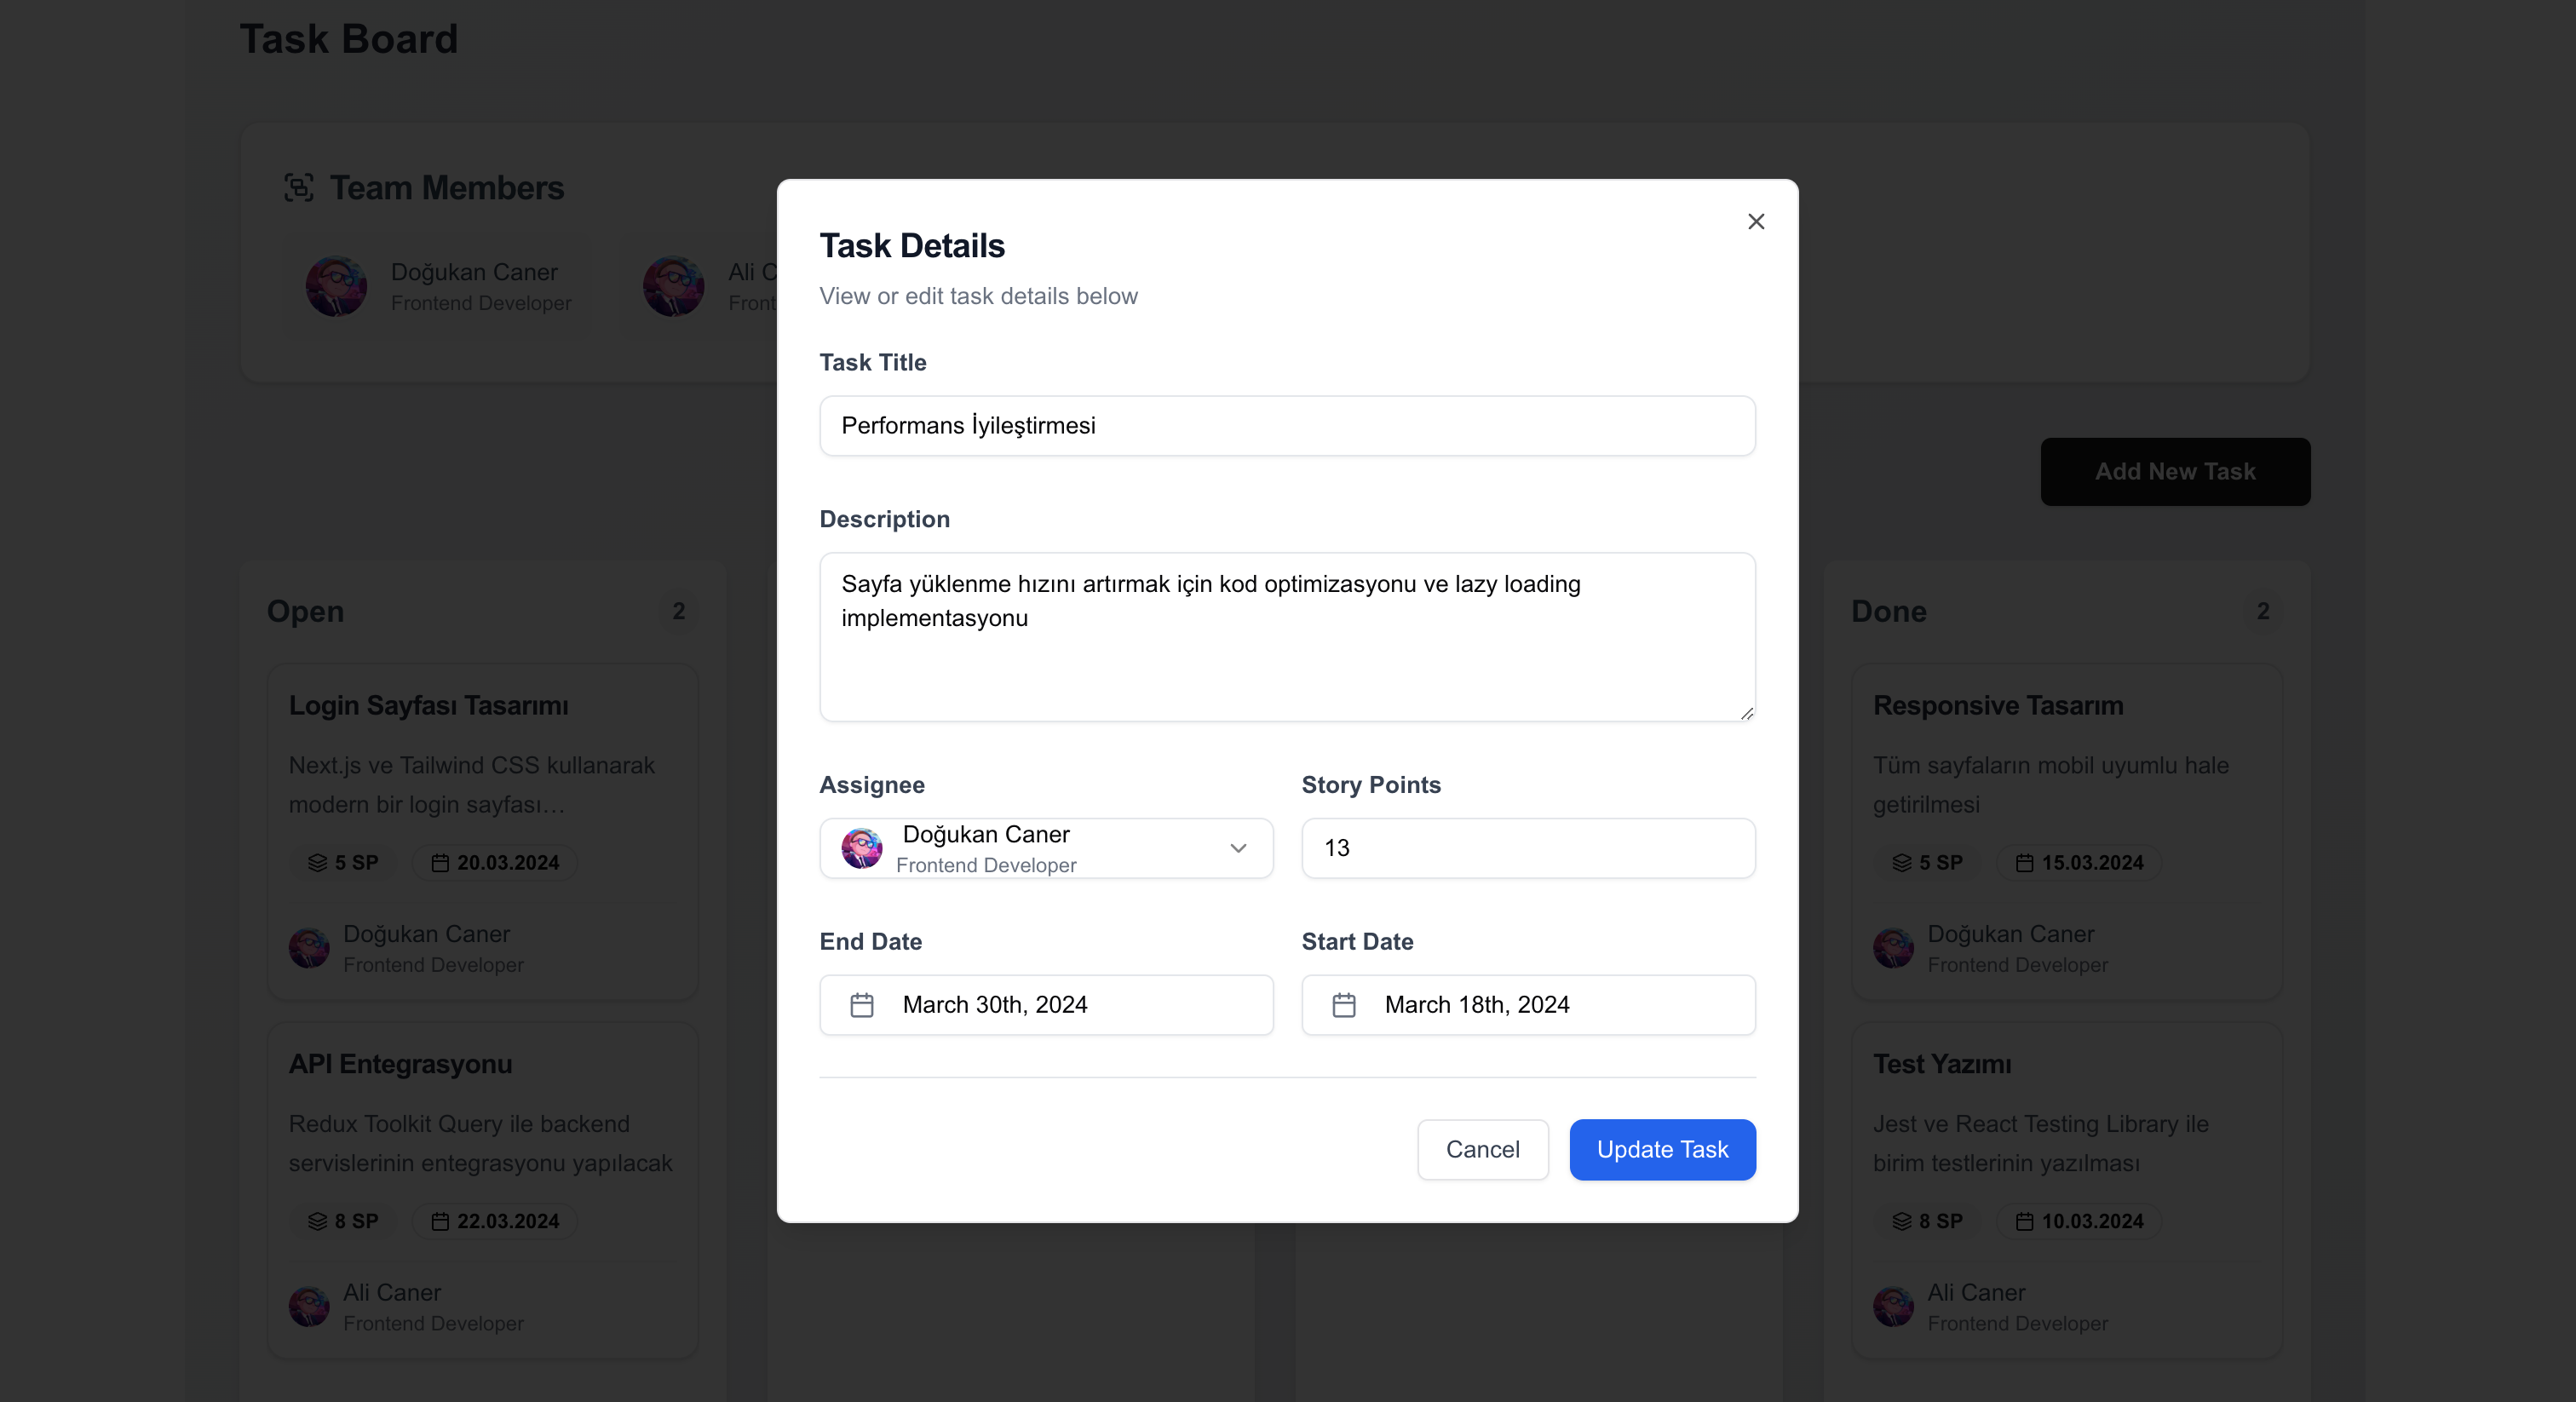 Task Board
Team Members
Doğukan Caner
Frontend Developer
Ali C
Front
Add New Task
Open
2
Login Sayfası Tasarımı
Next.js ve Tailwind CSS kullanarak
modern bir login sayfası…
5 SP
20.03.2024
Doğukan Caner
Frontend Developer
API Entegrasyonu
Redux Toolkit Query ile backend
servislerinin entegrasyonu yapılacak
8 SP
22.03.2024
Ali Caner
Frontend Developer
Task Details
View or edit task details below
Task Title
Performans İyileştirmesi
Description
Sayfa yüklenme hızını artırmak için kod optimizasyonu ve lazy loading
implementasyonu
Assignee
Doğukan Caner
Frontend Developer
Story Points
13
End Date
March 30th, 2024
Start Date
March 18th, 2024
Cancel
Update Task
Done
2
Responsive Tasarım
Tüm sayfaların mobil uyumlu hale
getirilmesi
5 SP
15.03.2024
Doğukan Caner
Frontend Developer
Test Yazımı
Jest ve React Testing Library ile
birim testlerinin yazılması
8 SP
10.03.2024
Ali Caner
Frontend Developer